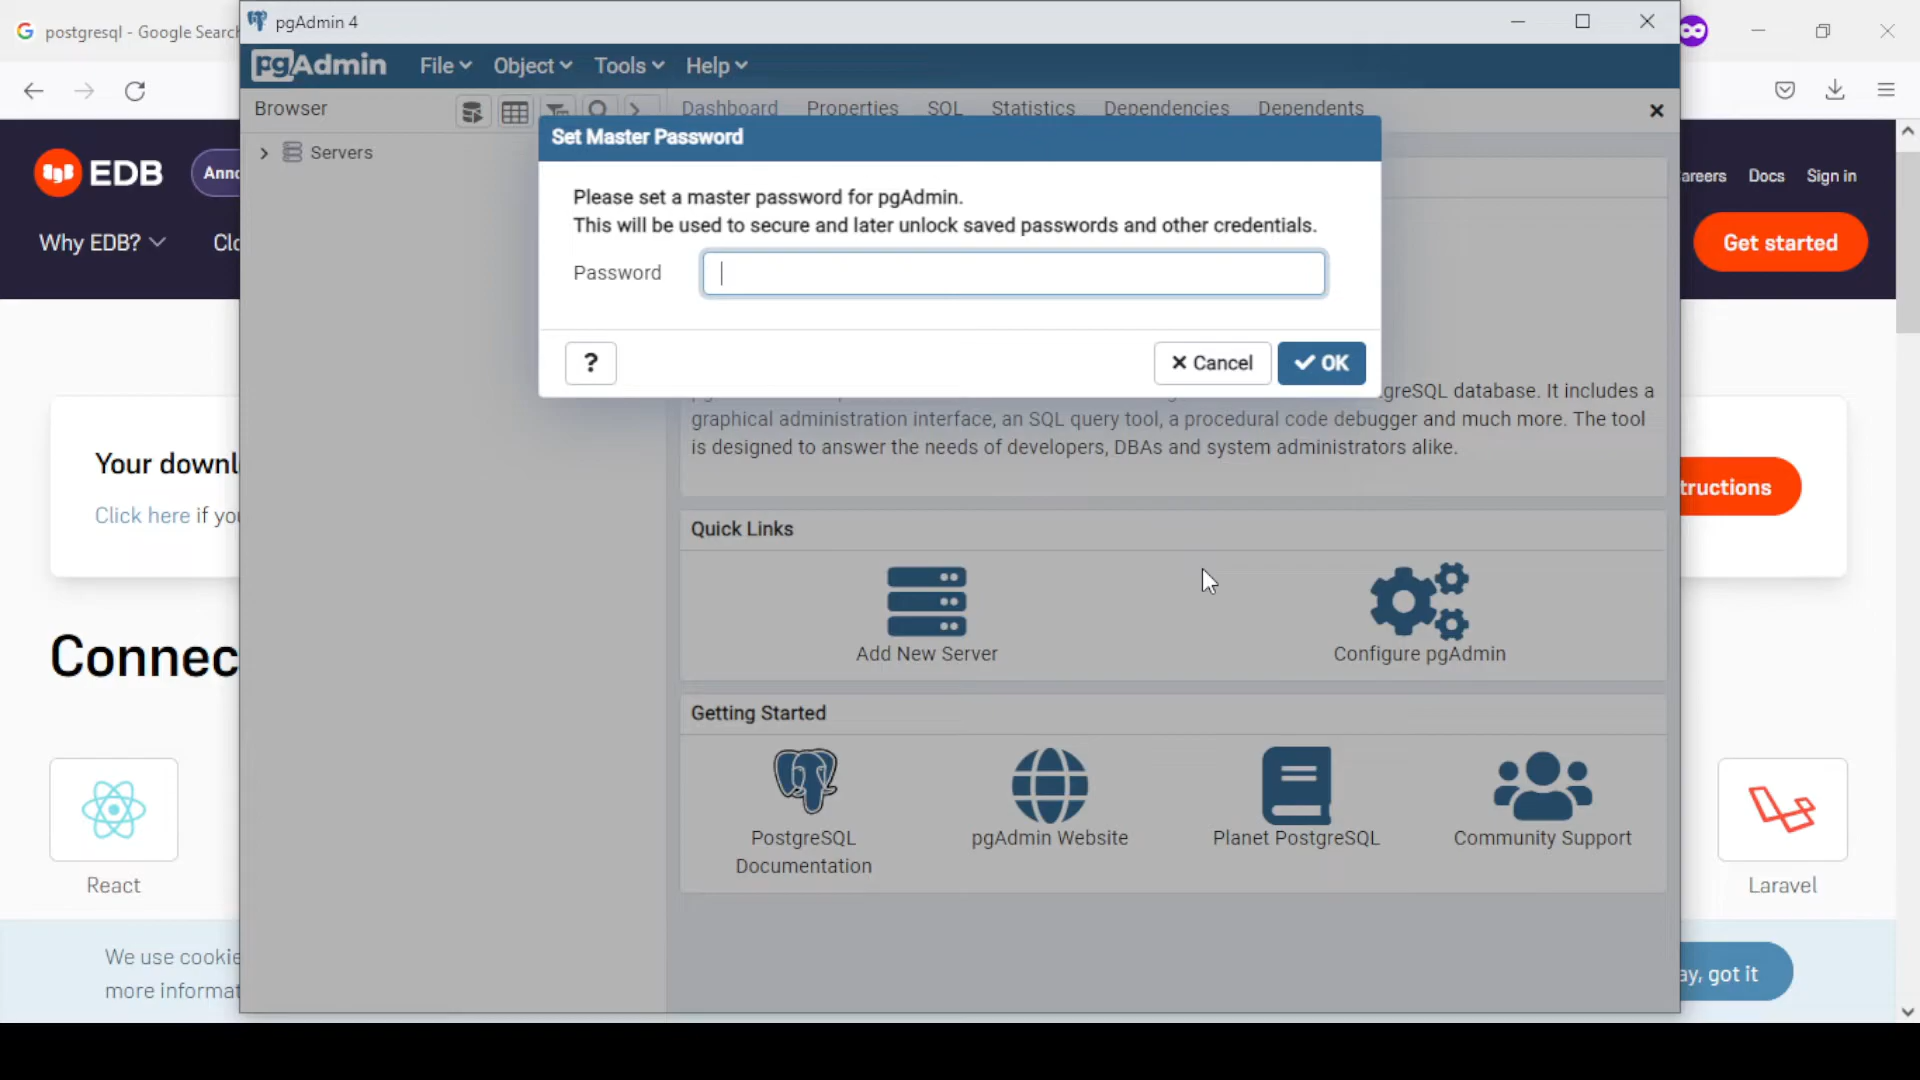 postgresql - Google Search
pgAdmin 4
pgAdmin File Object Tools Help
Browser
Dashboard Properties SQL Statistics Dependencies Dependents
Servers
Set Master Password
Please set a master password for pgAdmin.
This will be used to secure and later unlock saved passwords and other credentials.
Password
?
Cancel
OK
greSQL database. It includes a
graphical administration interface, an SQL query tool, a procedural code debugger and much more. The tool
is designed to answer the needs of developers, DBAs and system administrators alike.
Quick Links
Add New Server
Configure pgAdmin
Getting Started
PostgreSQL
Documentation
pgAdmin Website
Planet PostgreSQL
Community Support
EDB
Anno
areers Docs Sign in
Why EDB?
Clo
Get started
Your downl
Click here if you
tructions
Connec
React
Laravel
We use cookie
more informat
ay, got it